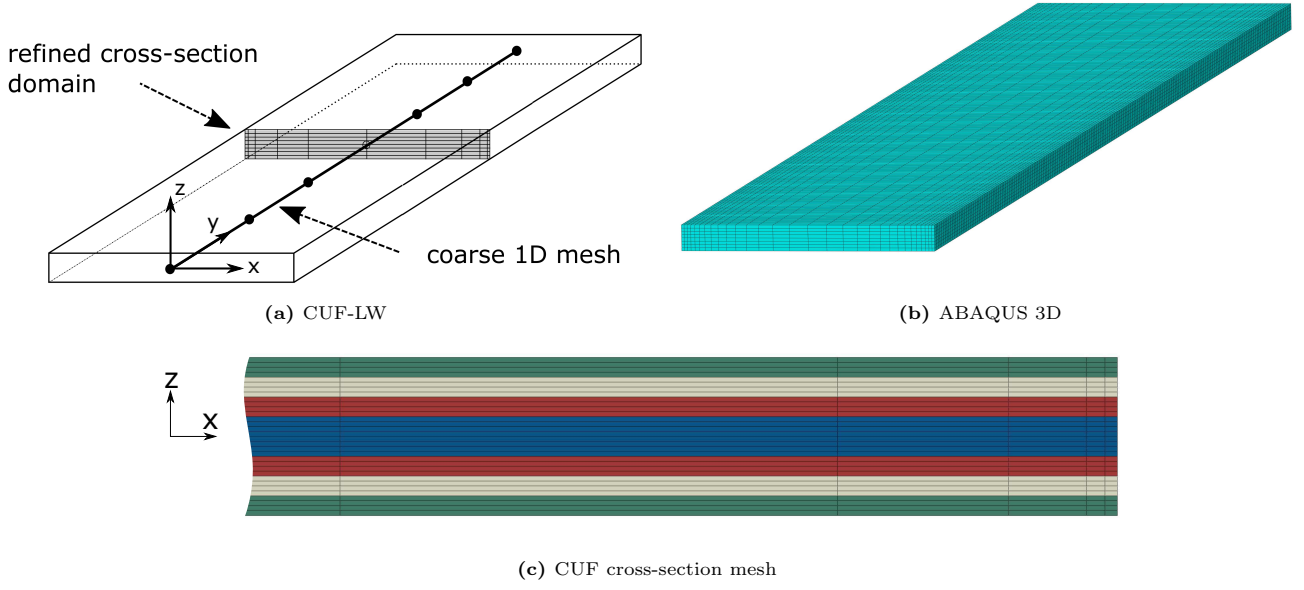 refined cross-section
domain
z
y
x
coarse 1D mesh
(a) CUF-LW
(b) ABAQUS 3D
z
x
(c) CUF cross-section mesh